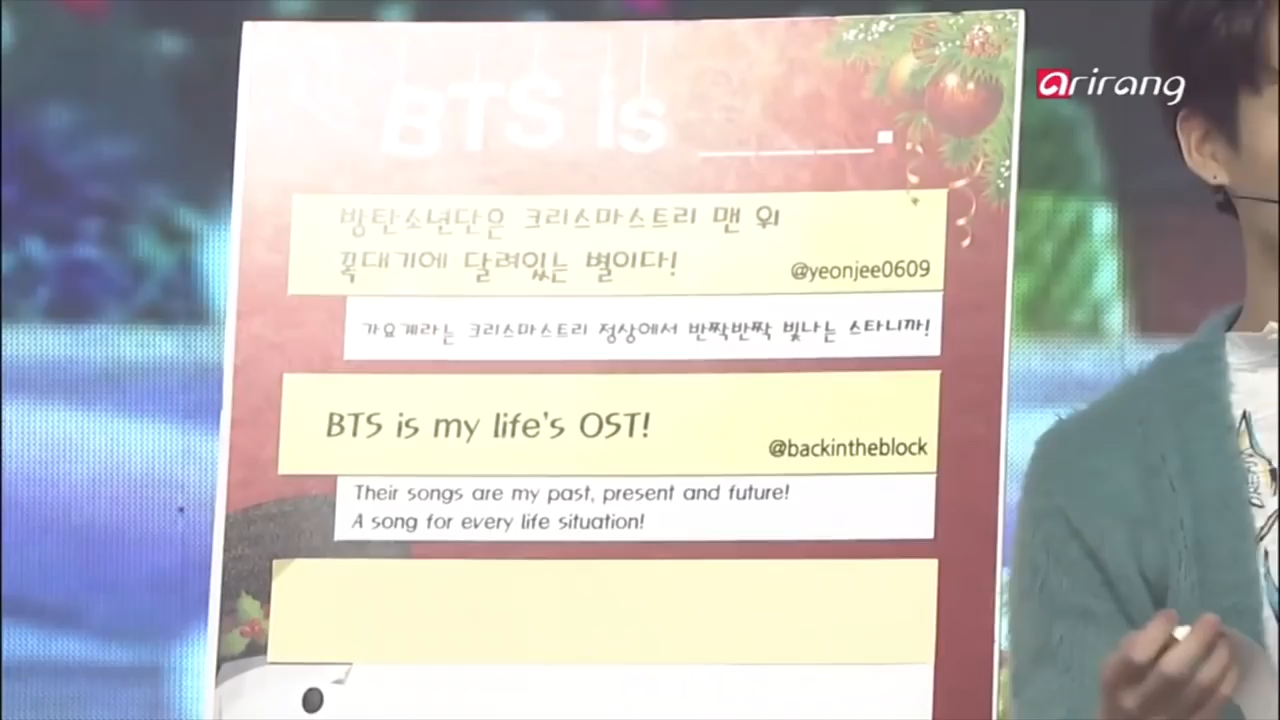 arirang
BTS is ______.
방탄소년단은 크리스마스트리 맨 위
꼭대기에 달려있는 별이다!
@yeonjee0609
가요계라는 크리스마스트리 정상에서 반짝반짝 빛나는 스타니까!
BTS is my life's OST!
@backintheblock
Their songs are my past, present and future!
A song for every life situation!